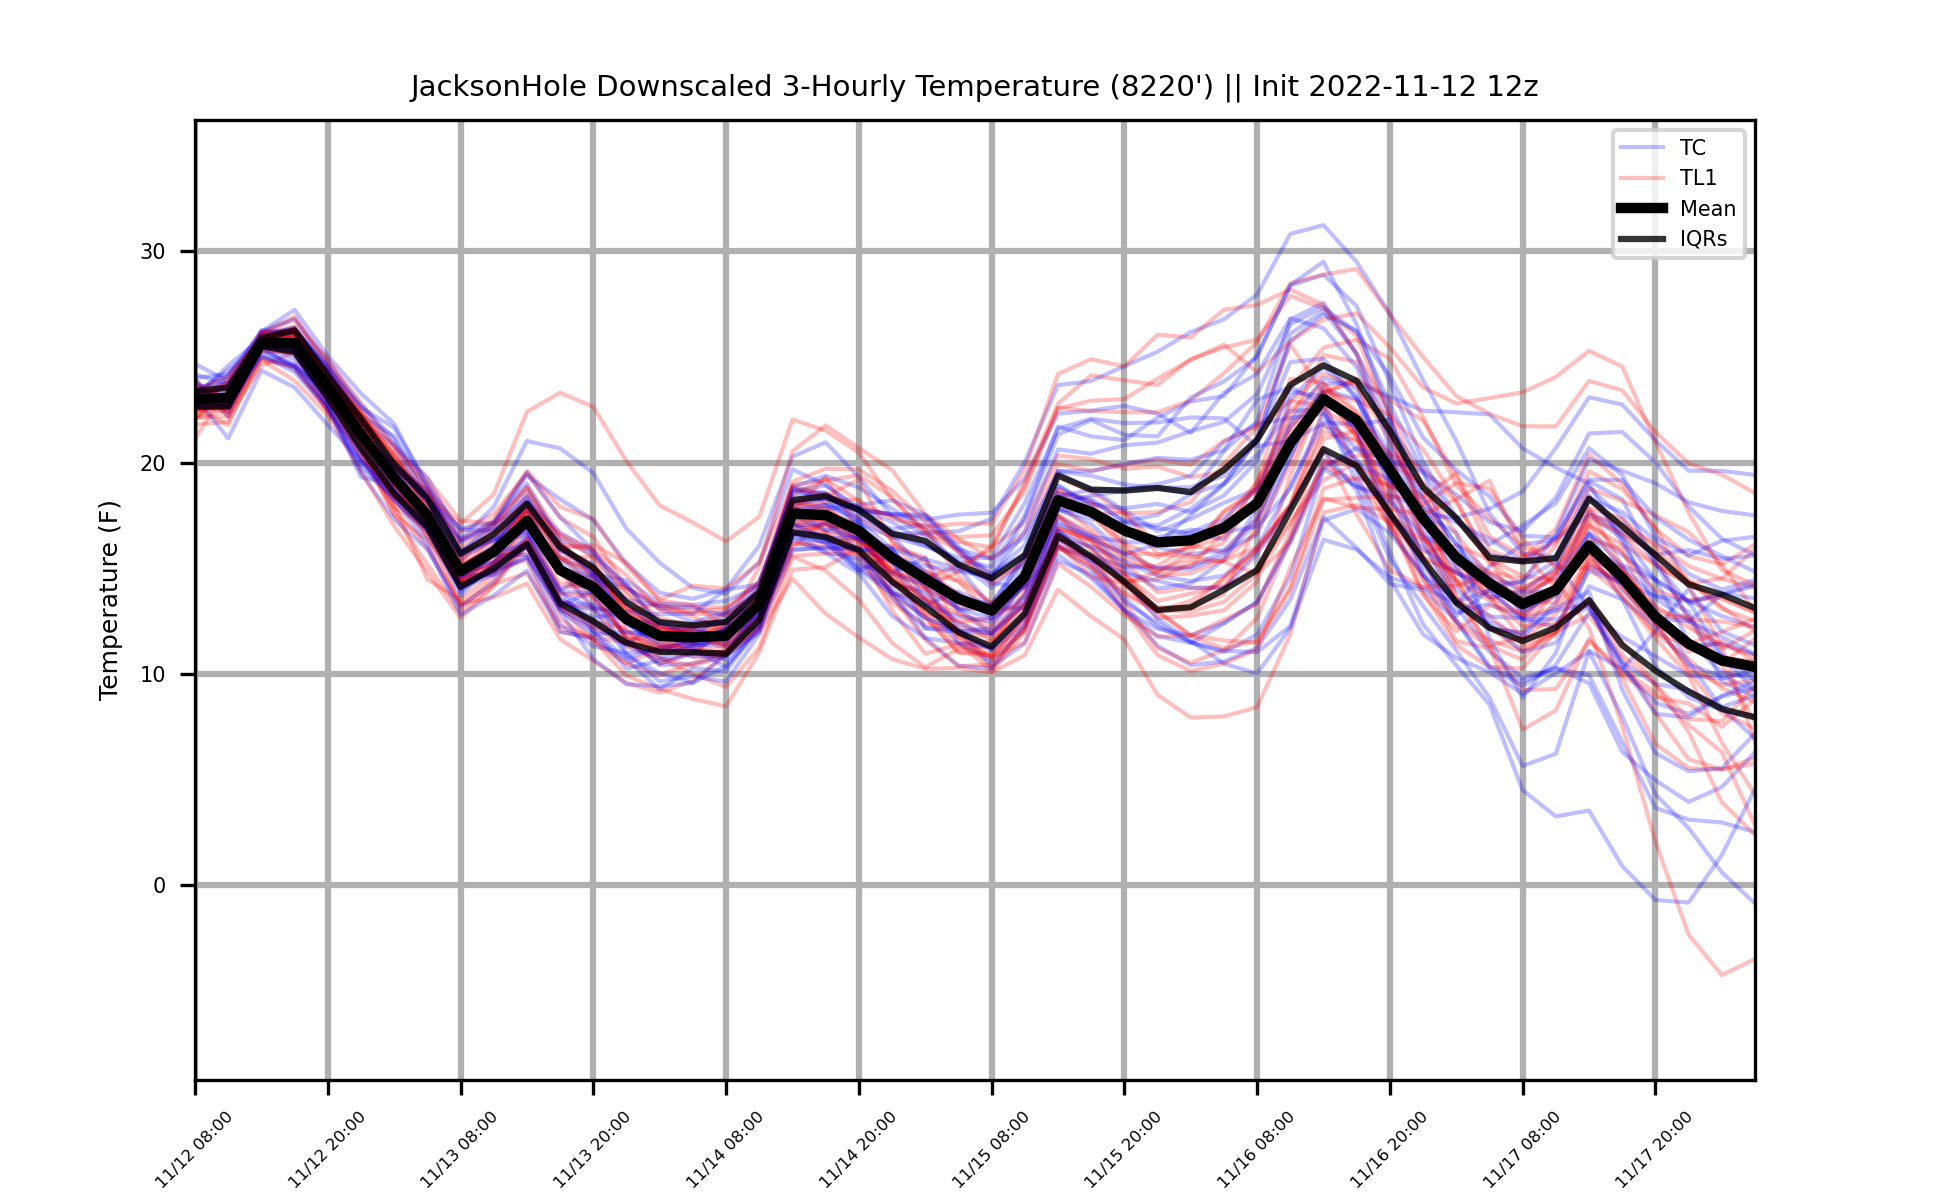 JacksonHole Downscaled 3-Hourly Temperature (8220') || Init 2022-11-12 12z
TC
TL1
Mean
IQRs
Temperature (F)
30
20
10
0
11/12 08:00
11/12 20:00
11/13 08:00
11/13 20:00
11/14 08:00
11/14 20:00
11/15 08:00
11/15 20:00
11/16 08:00
11/16 20:00
11/17 08:00
11/17 20:00